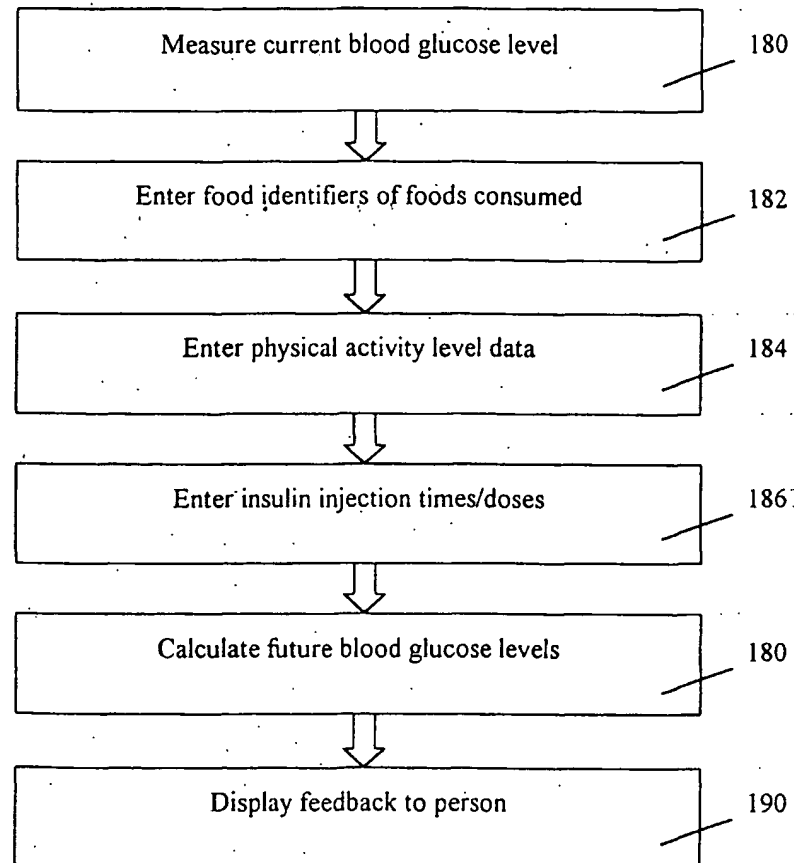 Measure current blood glucose level 180
Enter food identifiers of foods consumed 182
Enter physical activity level data 184
Enter insulin injection times/doses 186
Calculate future blood glucose levels 180
Display feedback to person 190